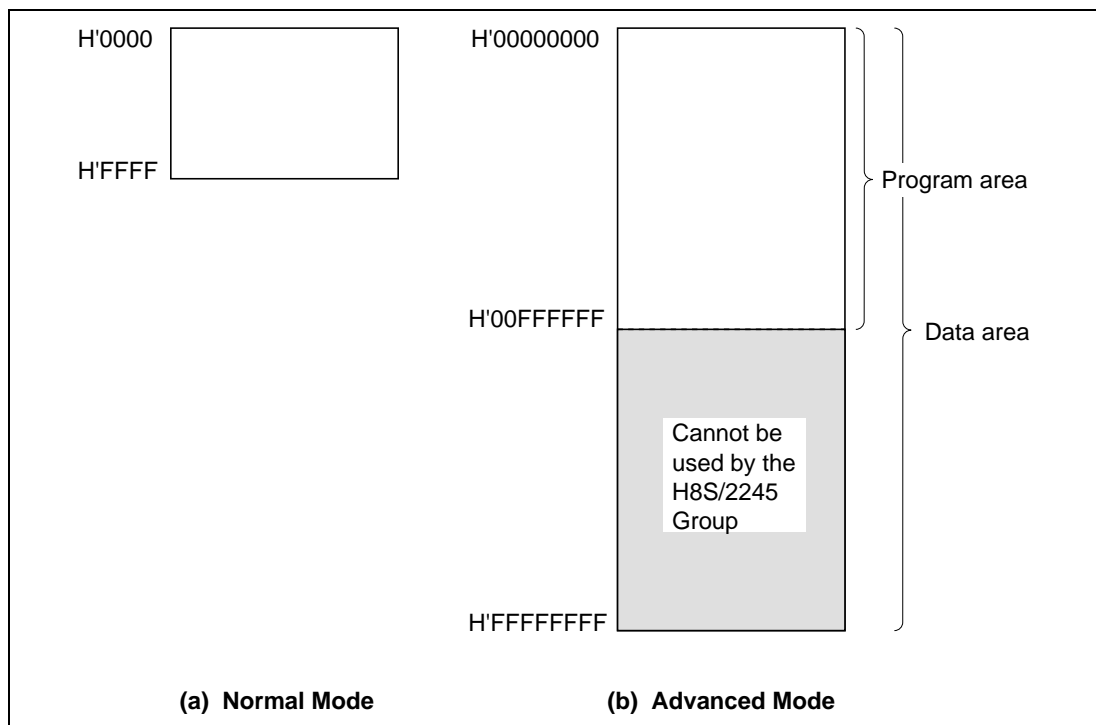 H'0000
H'FFFF
H'00000000
H'00FFFFFF
H'FFFFFFFF
Program area
Data area
Cannot be
used by the
H8S/2245
Group
(a) Normal Mode
(b) Advanced Mode